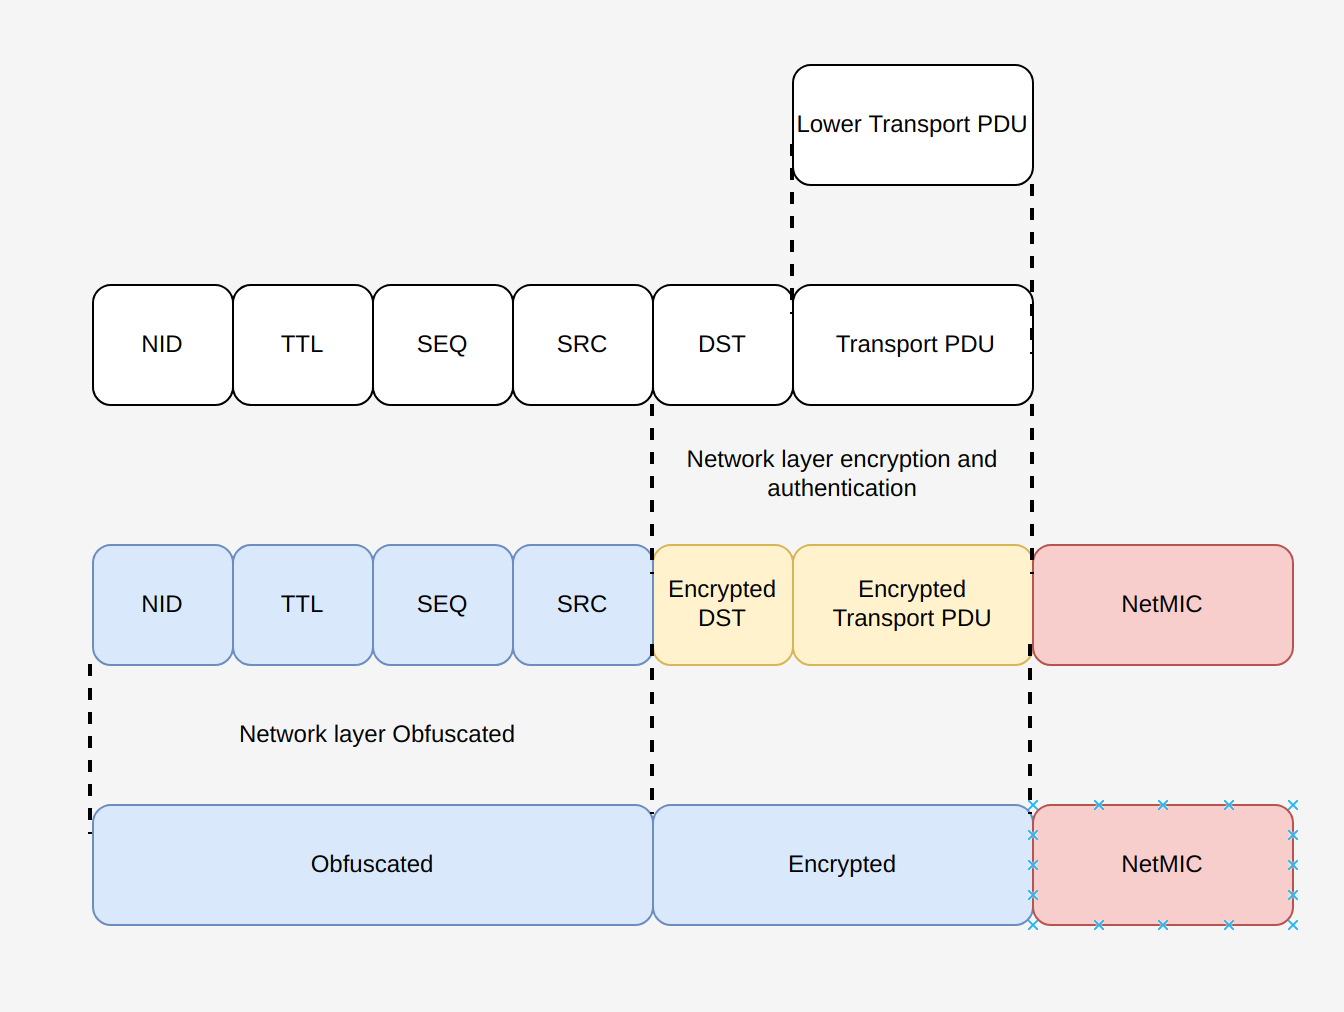 Lower Transport PDU
NID
TTL
SEQ
SRC
DST
Transport PDU
Network layer encryption and
authentication
NID
TTL
SEQ
SRC
Encrypted
DST
Encrypted
Transport PDU
NetMIC
Network layer Obfuscated
Obfuscated
Encrypted
NetMIC